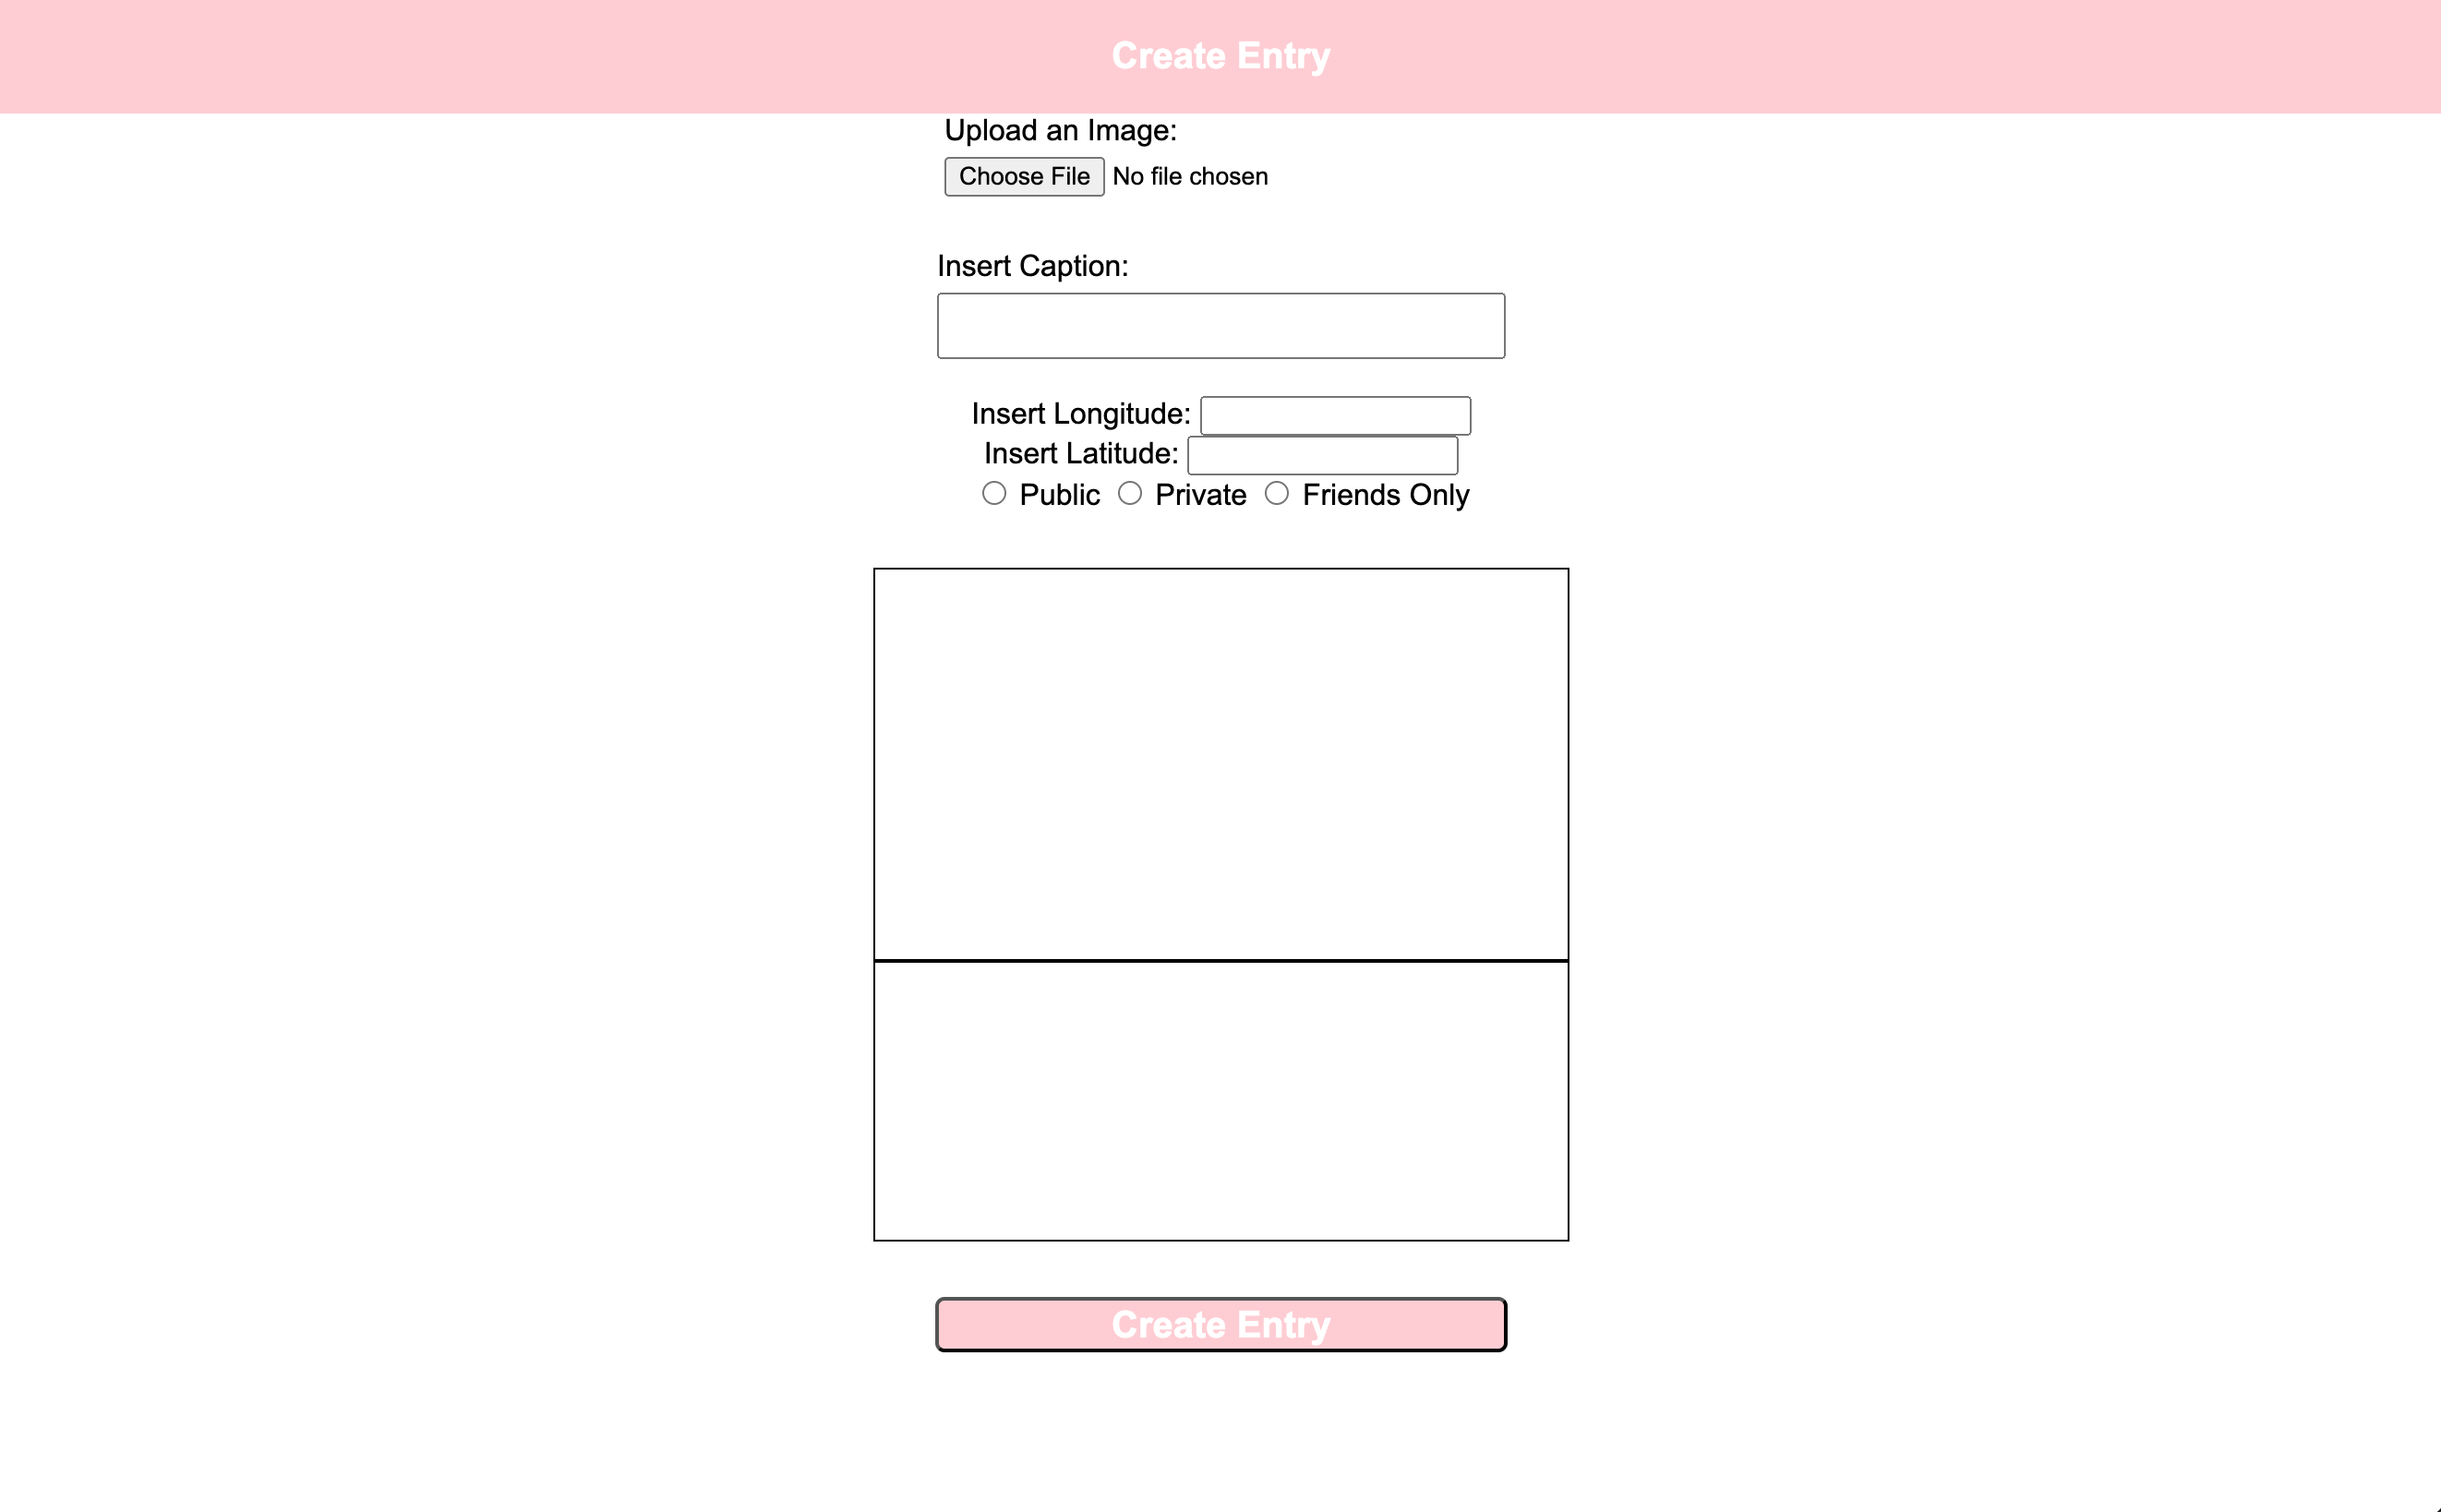 Create Entry
Upload an Image:
Choose File No file chosen
Insert Caption:
Insert Longitude:
Insert Latitude:
Public Private Friends Only
Create Entry